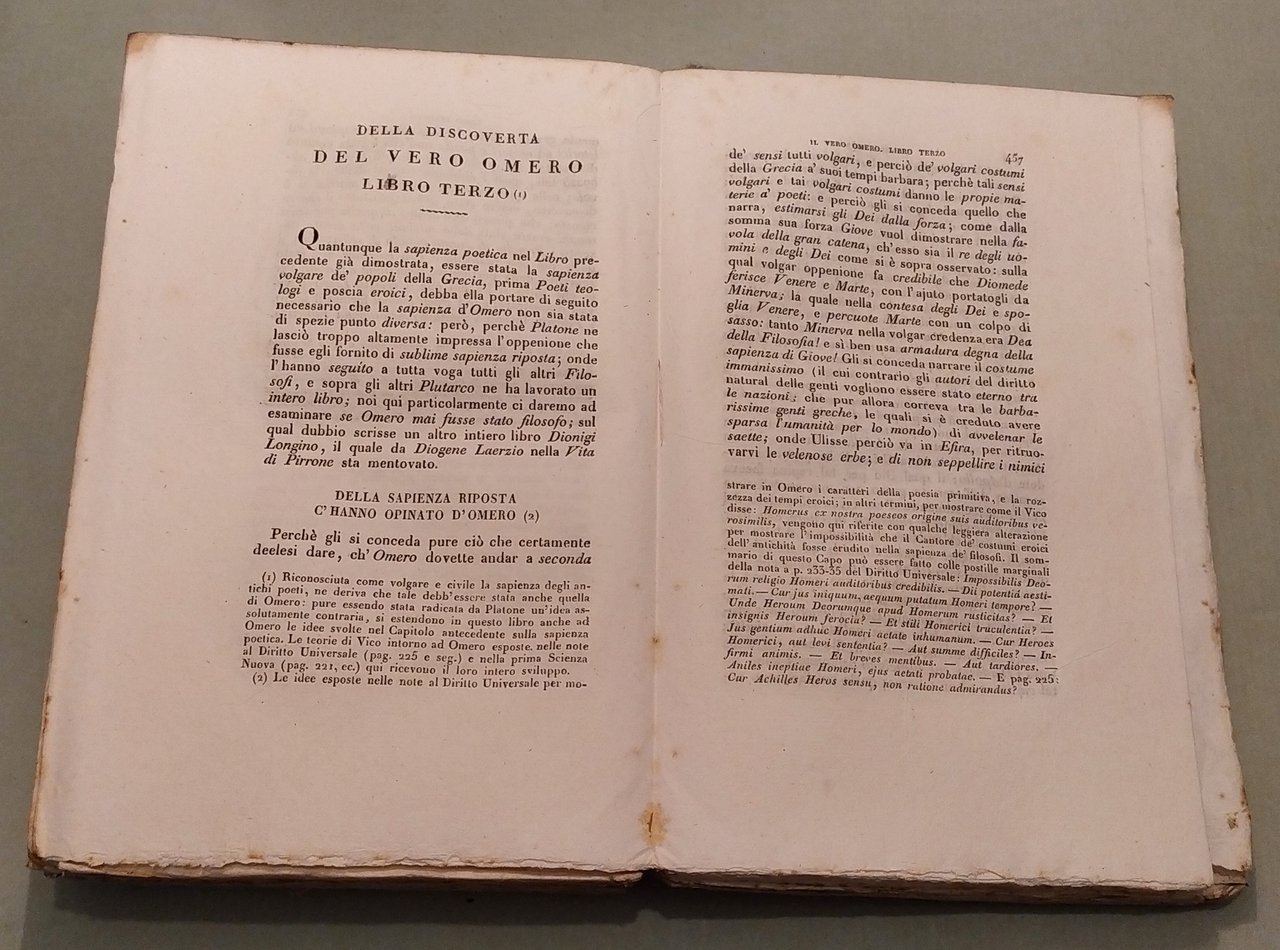 DELLA DISCOVERTA
DEL VERO OMERO
LIBRO TERZO (1)
Quantunque la sapienza poetica nel Libro pre-
cedente già dimostrata, essere stata la sapienza
volgare de' popoli della Grecia, prima Poeti teo-
logi e poscia eroici, debba ella portare di seguito
necessario che la sapienza d'Omero non sia stata
di spezie punto diversa: però, perchè Platone ne
lasciò troppo altamente impressa l'oppenione che
fusse egli fornito di sublime sapienza riposta; onde
l'hanno seguito a tutta voga tutti gli altri Filo-
sofi, e sopra gli altri Plutarco ne ha lavorato un
intero libro; noi qui particolarmente ci daremo ad
esaminare se Omero mai fusse stato filosofo; sul
qual dubbio scrisse un altro intiero libro Dionigi
Longino, il quale da Diogene Laerzio nella Vita
di Pirrone sta mentovato.
DELLA SAPIENZA RIPOSTA
C'HANNO OPINATO D'OMERO (2)
Perchè gli si conceda pure ciò che certamente
deelesi dare, ch' Omero dovette andar a seconda
(1) Riconosciuta come volgare e civile la sapienza degli an-
tichi poeti, ne deriva che tale debb'essere stata anche quella
di Omero: pure essendo stata radicata da Platone un'idea as-
solutamente contraria, si estendono in questo libro anche ad
Omero le idee svolte nel Capitolo antecedente sulla sapienza
poetica. Le teorie di Vico intorno ad Omero esposte nelle note
al Diritto Universale (pag. 225 e seg.) e nella prima Scienza
Nuova (pag. 221, ec.) qui ricevono il loro intero sviluppo.
(2) Le idee esposte nelle note al Diritto Universale per mo-
IL VERO OMERO. LIBRO TERZO 457
de' sensi tutti volgari, e perciò de' volgari costumi
della Grecia a' suoi tempi barbara; perchè tali sensi
volgari e tai volgari costumi danno le propie ma-
terie a' poeti: e perciò gli si conceda quello che
narra, estimarsi gli Dei dalla forza; come dalla
somma sua forza Giove vuol dimostrare nella fa-
vola della gran catena, ch'esso sia il re degli uò-
mini e degli Dei come si è sopra osservato: sulla
qual volgar oppenione fa credibile che Diomede
ferisce Venere e Marte, con l'ajuto portatogli da
Minerva; la quale nella contesa degli Dei e spo-
glia Venere, e percuote Marte con un colpo di
sasso: tanto Minerva nella volgar credenza era Dea
della Filosofia! e sì ben usa armadura degna della
sapienza di Giove! Gli si conceda narrare il costume
immanissimo (il cui contrario gli autori del diritto
natural delle genti vogliono essere stato eterno tra
le nazioni; che pur allora correva tra le barba-
rissime genti greche, le quali si è creduto avere
sparsa l'umanità per lo mondo) di avvelenar le
saette; onde Ulisse perciò va in Efira, per ritruo-
varvi le velenose erbe; e di non seppellire i nimici
strare in Omero i caratteri della poesia primitiva, e la roz-
zezza dei tempi eroici; in altri termini, per mostrare come il Vico
disse: Homerus ex nostra poeseos origine suis auditoribus ve-
rosimilis, vengono qui riferite con qualche leggiera alterazione
per mostrare l'impossibilità che il Cantore de' costumi eroici
dell'antichità fosse erudito nella sapienza de' filosofi. Il som-
mario di questo Capo può essere fatto colle postille marginali
della nota a p. 233-35 del Diritto Universale: Impossibilis Deo-
rum religio Homeri auditoribus credibilis. — Dii potentiâ aesti-
mati. — Cur jus iniquum, aequum putatum Homeri tempore? —
Unde Heroum Deorumque apud Homerum rusticitas? — Et
insignis Heroum ferocia? — Et stili Homerici truculentia? —
Jus gentium adhuc Homeri aetate inhumanum. — Cur Heroes
Homerici, aut levi sententia? — Aut summe difficiles? — In-
firmi animis. — Et breves mentibus. — Aut tardiores. —
Aniles ineptiae Homeri, ejus aetati probatae. — E pag. 225:
Cur Achilles Heros sensu, non ratione admirandus?